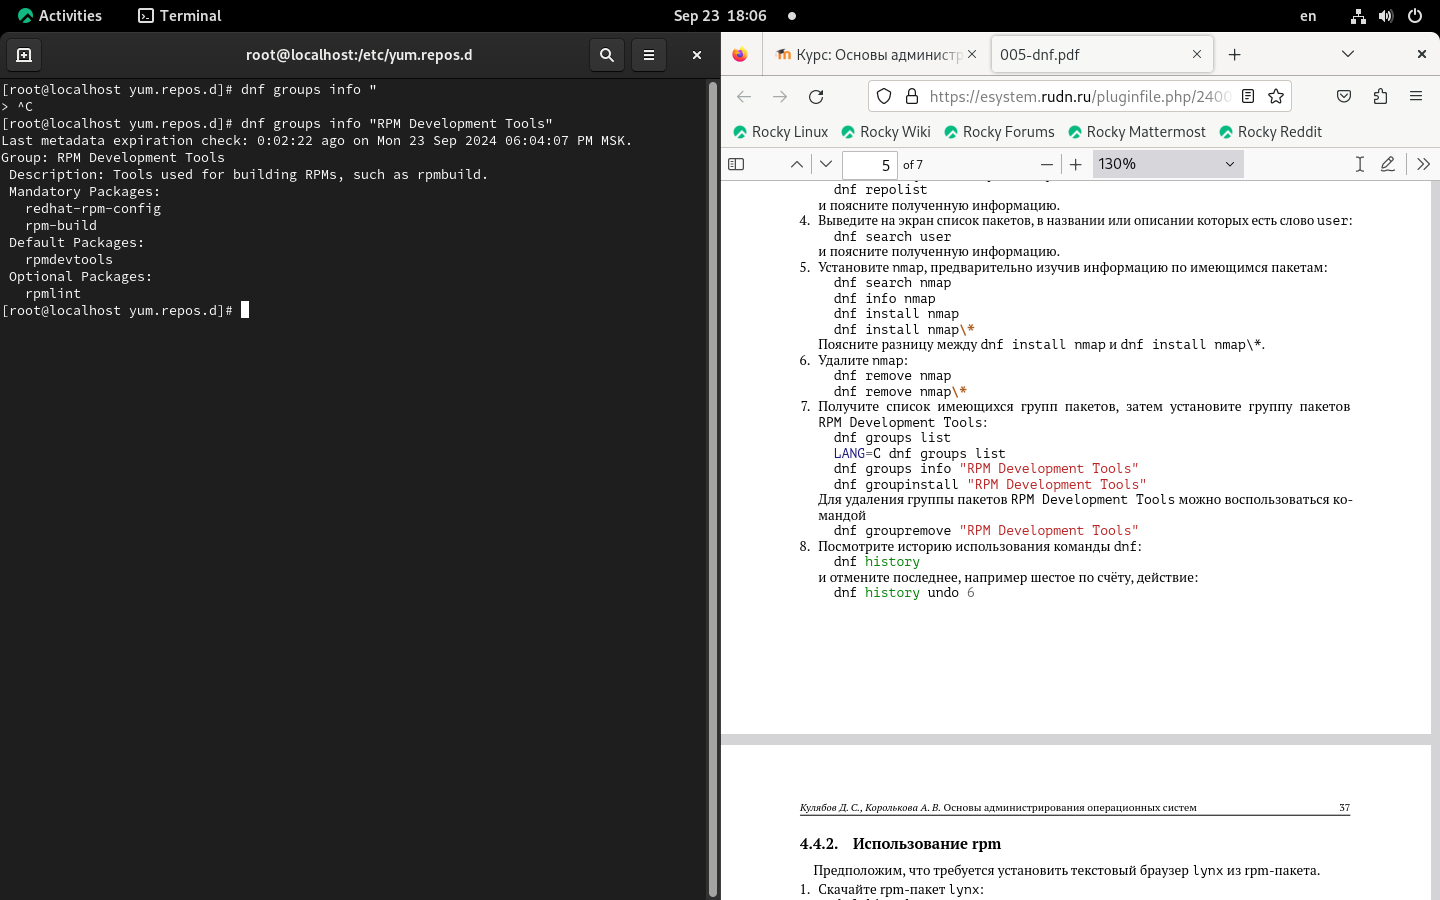 Activities
Terminal
Sep 23 18:06
en
root@localhost:/etc/yum.repos.d
[root@localhost yum.repos.d]# dnf groups info "
> ^C
[root@localhost yum.repos.d]# dnf groups info "RPM Development Tools"
Last metadata expiration check: 0:02:22 ago on Mon 23 Sep 2024 06:04:07 PM MSK.
Group: RPM Development Tools
Description: Tools used for building RPMs, such as rpmbuild.
Mandatory Packages:
redhat-rpm-config
rpm-build
Default Packages:
rpmdevtools
Optional Packages:
rpmlint
[root@localhost yum.repos.d]#
Курс: Основы администр
005-dnf.pdf
https://esystem.rudn.ru/pluginfile.php/2400
Rocky Linux
Rocky Wiki
Rocky Forums
Rocky Mattermost
Rocky Reddit
5 of 7
130%
dnf repolist
и поясните полученную информацию.
4. Выведите на экран список пакетов, в названии или описании которых есть слово user:
dnf search user
и поясните полученную информацию.
5. Установите nmap, предварительно изучив информацию по имеющимся пакетам:
dnf search nmap
dnf info nmap
dnf install nmap
dnf install nmap\*
Поясните разницу между dnf install nmap и dnf install nmap\*.
6. Удалите nmap:
dnf remove nmap
dnf remove nmap\*
7. Получите список имеющихся групп пакетов, затем установите группу пакетов
RPM Development Tools:
dnf groups list
LANG=C dnf groups list
dnf groups info "RPM Development Tools"
dnf groupinstall "RPM Development Tools"
Для удаления группы пакетов RPM Development Tools можно воспользоваться ко-
мандой
dnf groupremove "RPM Development Tools"
8. Посмотрите историю использования команды dnf:
dnf history
и отмените последнее, например шестое по счёту, действие:
dnf history undo 6
Кулябов Д. С., Королькова А. В. Основы администрирования операционных систем
37
4.4.2. Использование rpm
Предположим, что требуется установить текстовый браузер lynx из rpm-пакета.
1. Скачайте rpm-пакет lynx: